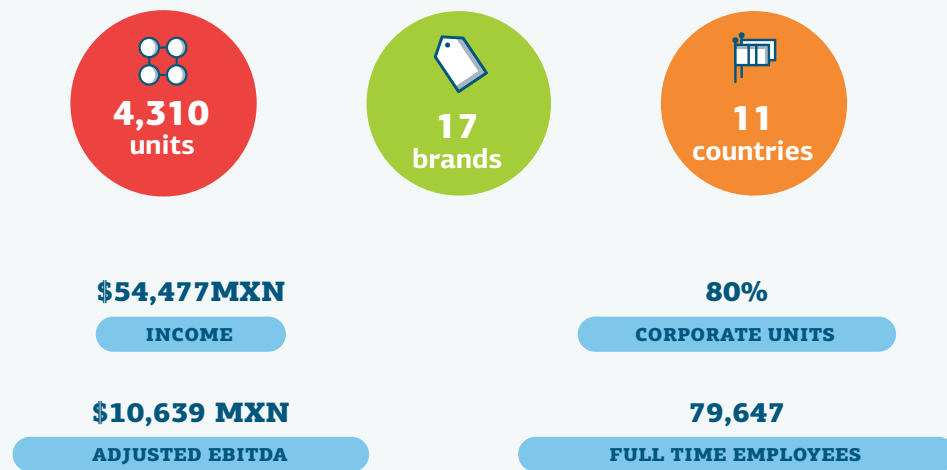 4,310
units
17
brands
11
countries
$54,477MXN
INCOME
80%
CORPORATE UNITS
$10,639 MXN
ADJUSTED EBITDA
79,647
FULL TIME EMPLOYEES